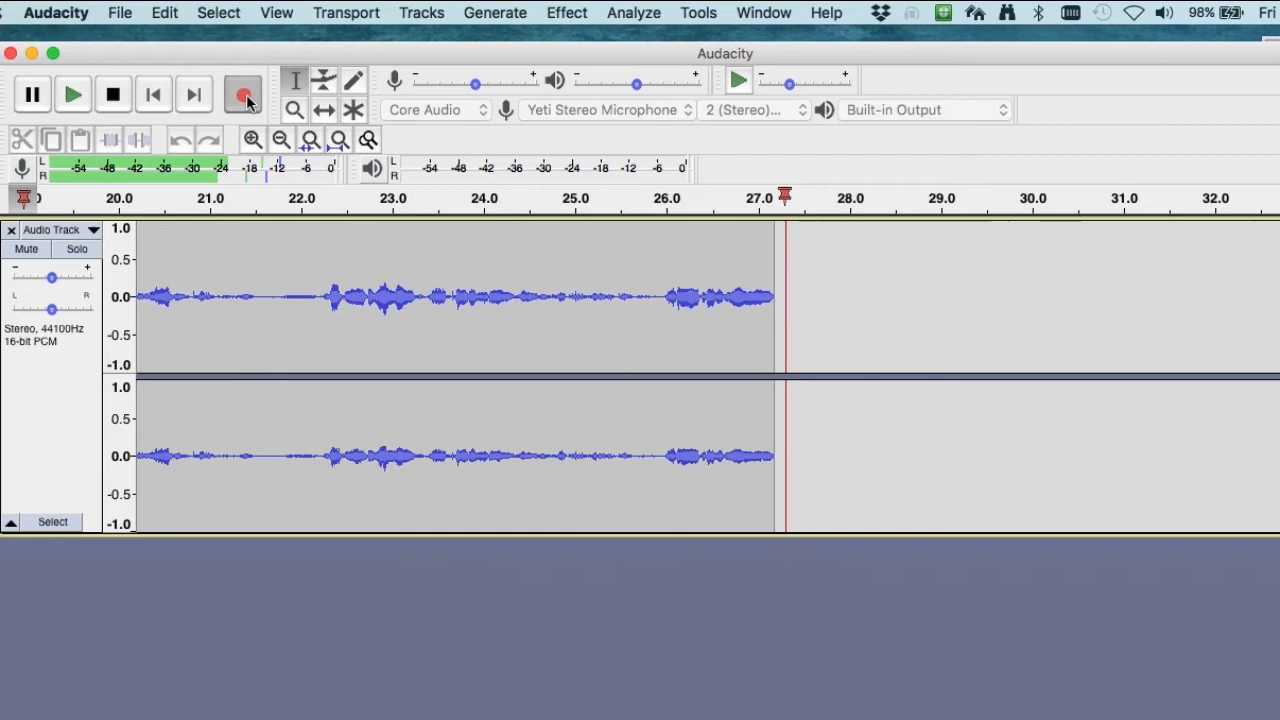 Audacity File Edit Select View Transport Tracks Generate Effect Analyze Tools Window Help 98% Fri
Audacity
- + - + - +
Core Audio Yeti Stereo Microphone 2 (Stereo)... Built-in Output
L -54 -48 -42 -36 -30 -24 -18 -12 -6 0 L -54 -48 -42 -36 -30 -24 -18 -12 -6 0
R R
20.0 21.0 22.0 23.0 24.0 25.0 26.0 27.0 28.0 29.0 30.0 31.0 32.0
Audio Track 1.0
Mute Solo
0.5
- +
L R 0.0
Stereo, 44100Hz -0.5
16-bit PCM
-1.0
1.0
0.5
0.0
-0.5
Select -1.0